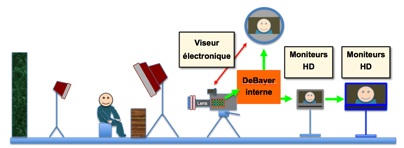 Viseur
électronique
Moniteurs
HD
Moniteurs
HD
DeBayer
interne
Lens